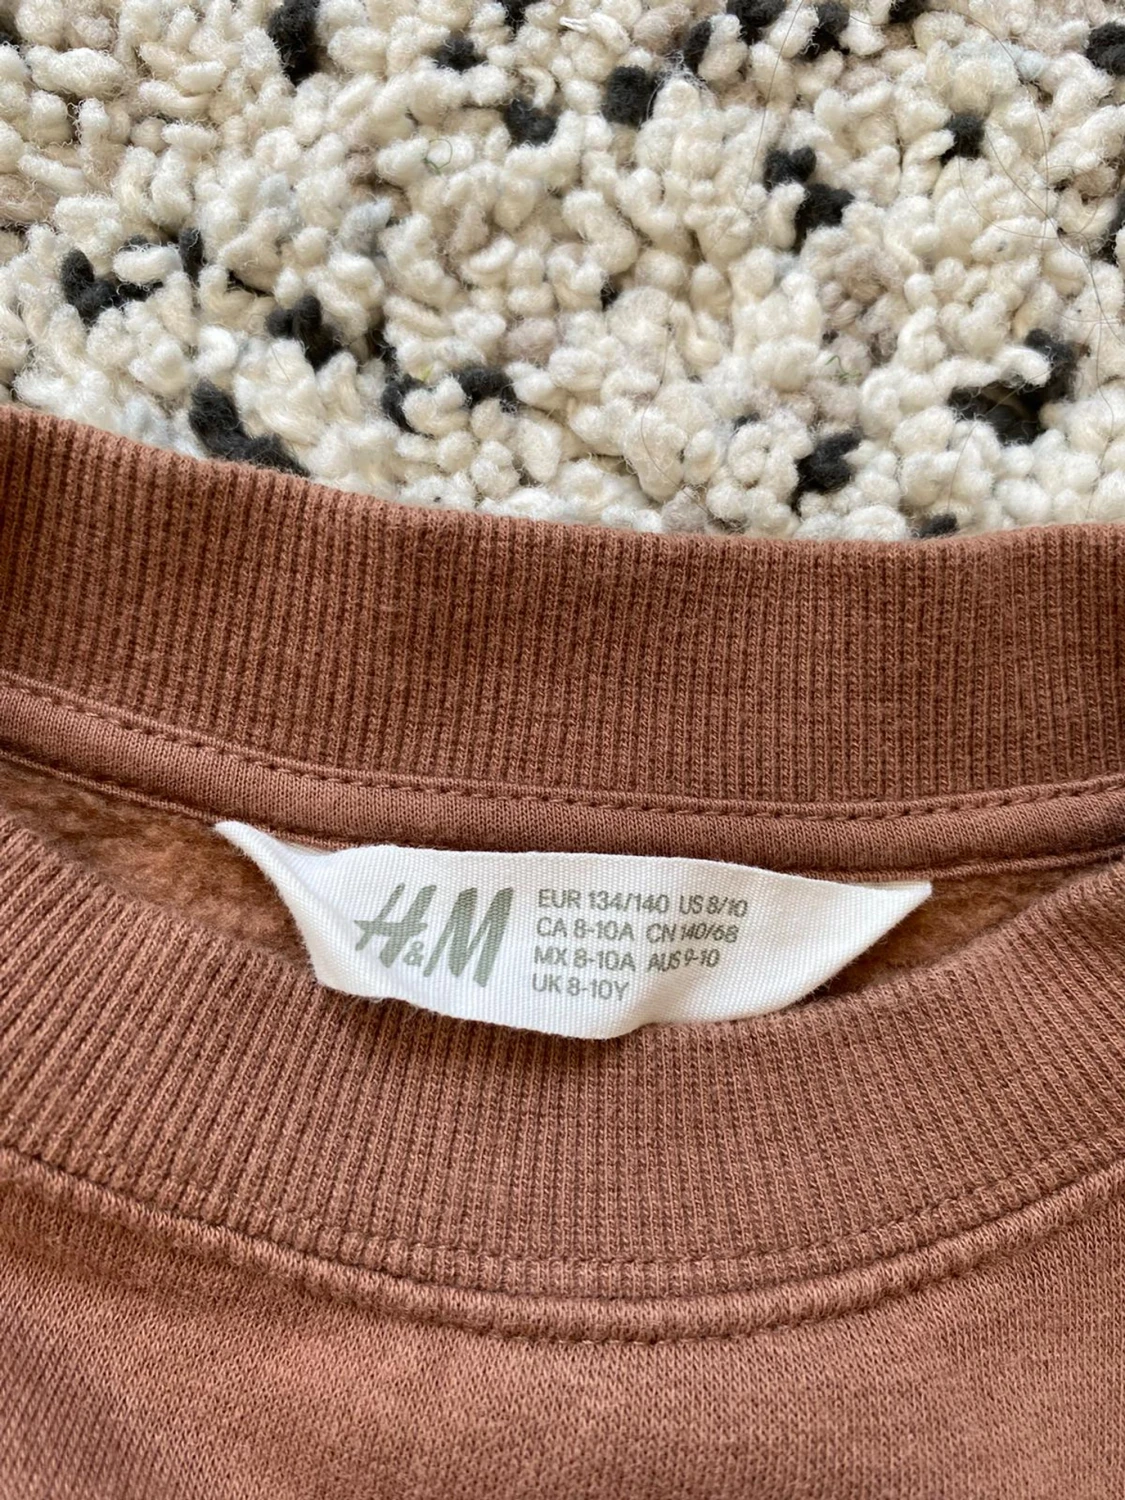 H&M
EUR 134/140 US 8/10
CA 8-10A CN 140/68
MX 8-10A AUS 9-10
UK 8-10Y